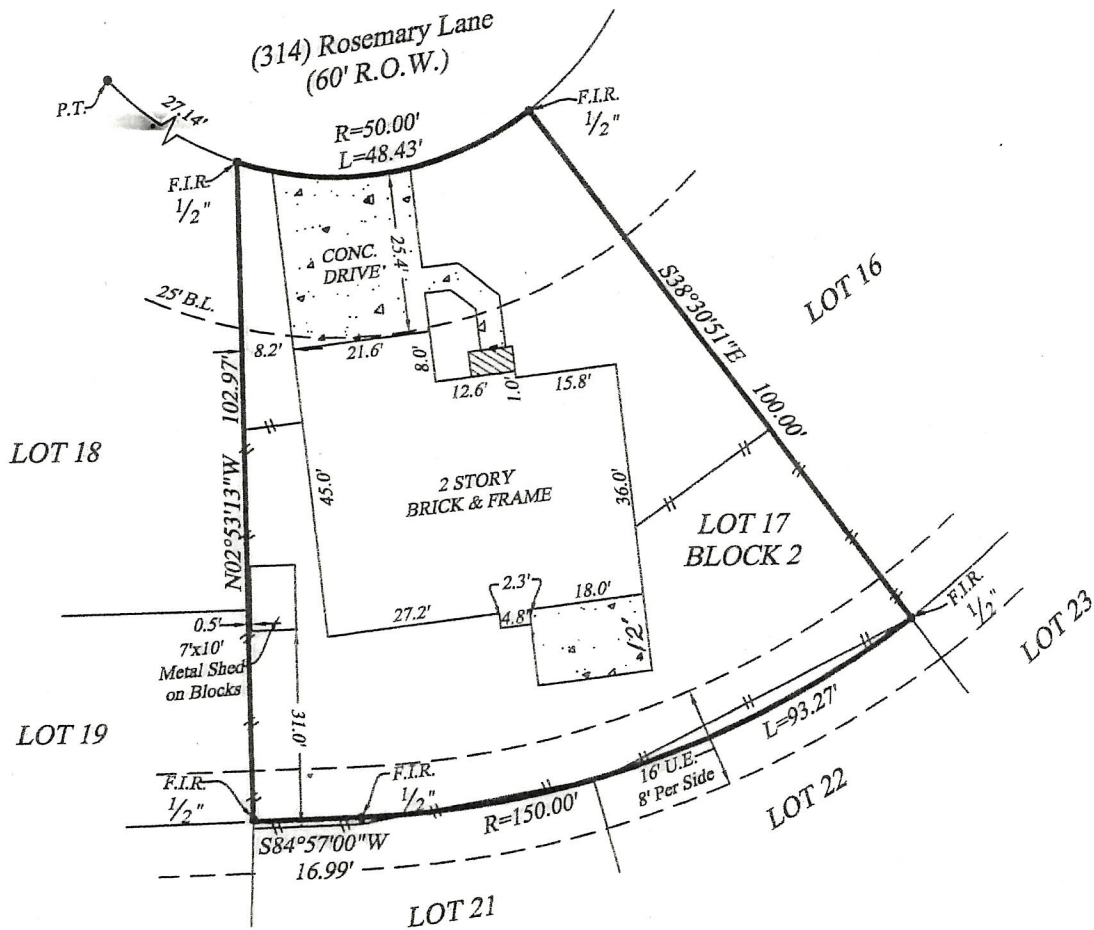 (314) Rosemary Lane
(60' R.O.W.)
P.T.
27.14'
F.I.R.
1/2"
R=50.00'
L=48.43'
F.I.R.
1/2"
CONC.
DRIVE
25.4'
25' B.L.
8.2'
21.6'
8.0'
12.6'
1.0'
15.8'
S38°30'51"E
100.00'
LOT 16
LOT 18
N02°53'13"W
102.97'
45.0'
2 STORY
BRICK & FRAME
36.0'
LOT 17
BLOCK 2
2.3'
18.0'
27.2'
4.8'
12'
0.5'
7'x10'
Metal Shed
on Blocks
31.0'
LOT 19
F.I.R.
1/2"
LOT 23
F.I.R.
1/2"
F.I.R.
1/2"
L=93.27'
16' U.E.
8' Per Side
LOT 22
R=150.00'
S84°57'00"W
16.99'
LOT 21